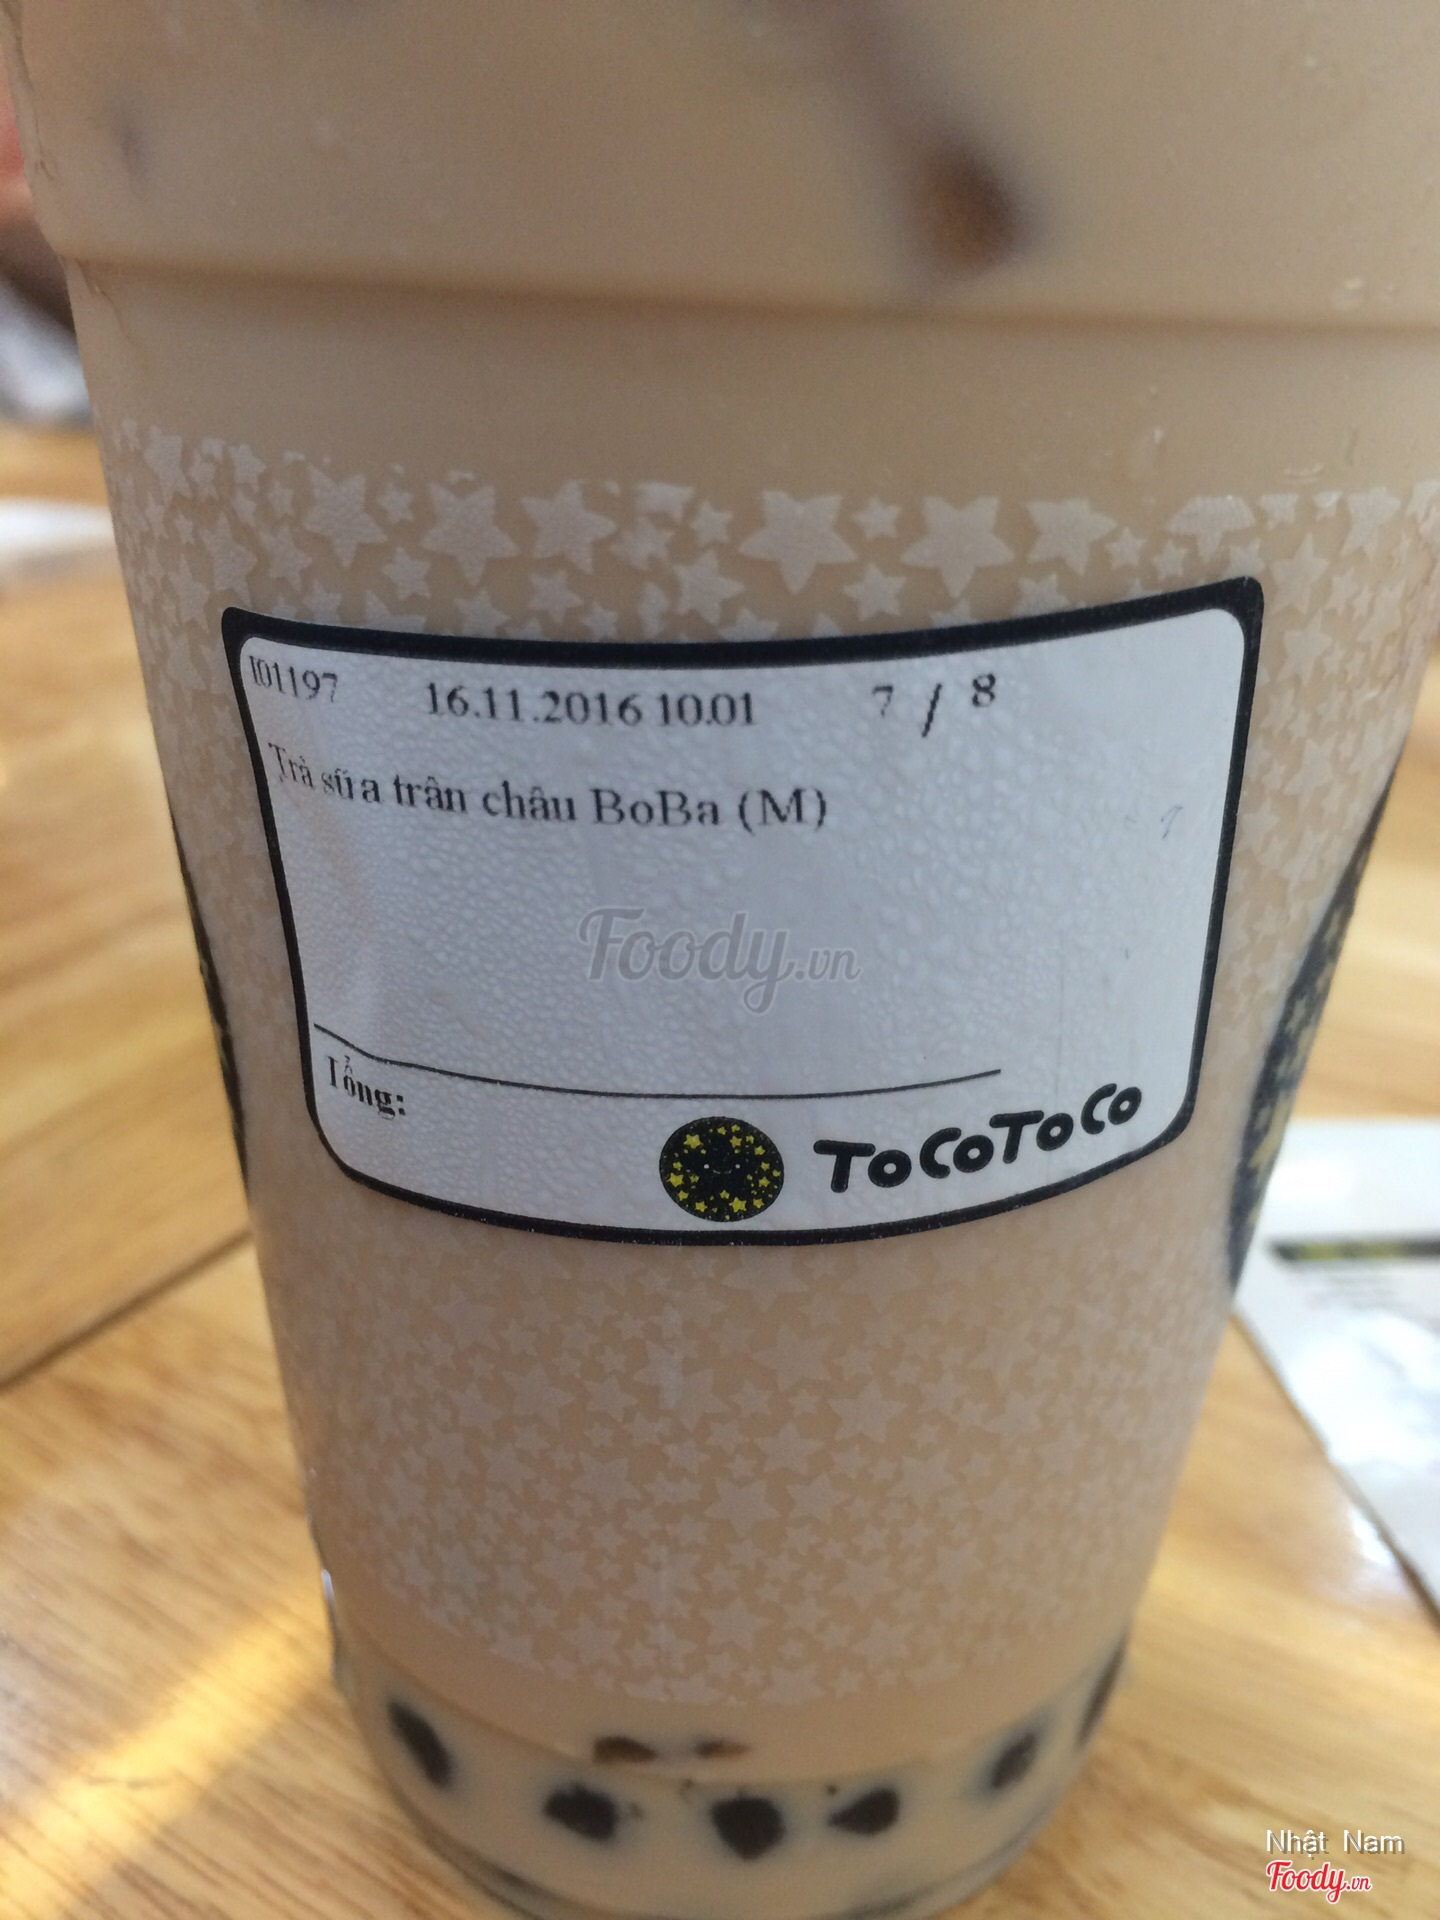 I01197 16.11.2016 10.01 7 / 8
Trà sữa trân châu BoBa (M)
Foody.vn
Tổng:
ToCoToCo
Nhật Nam
Foody.vn